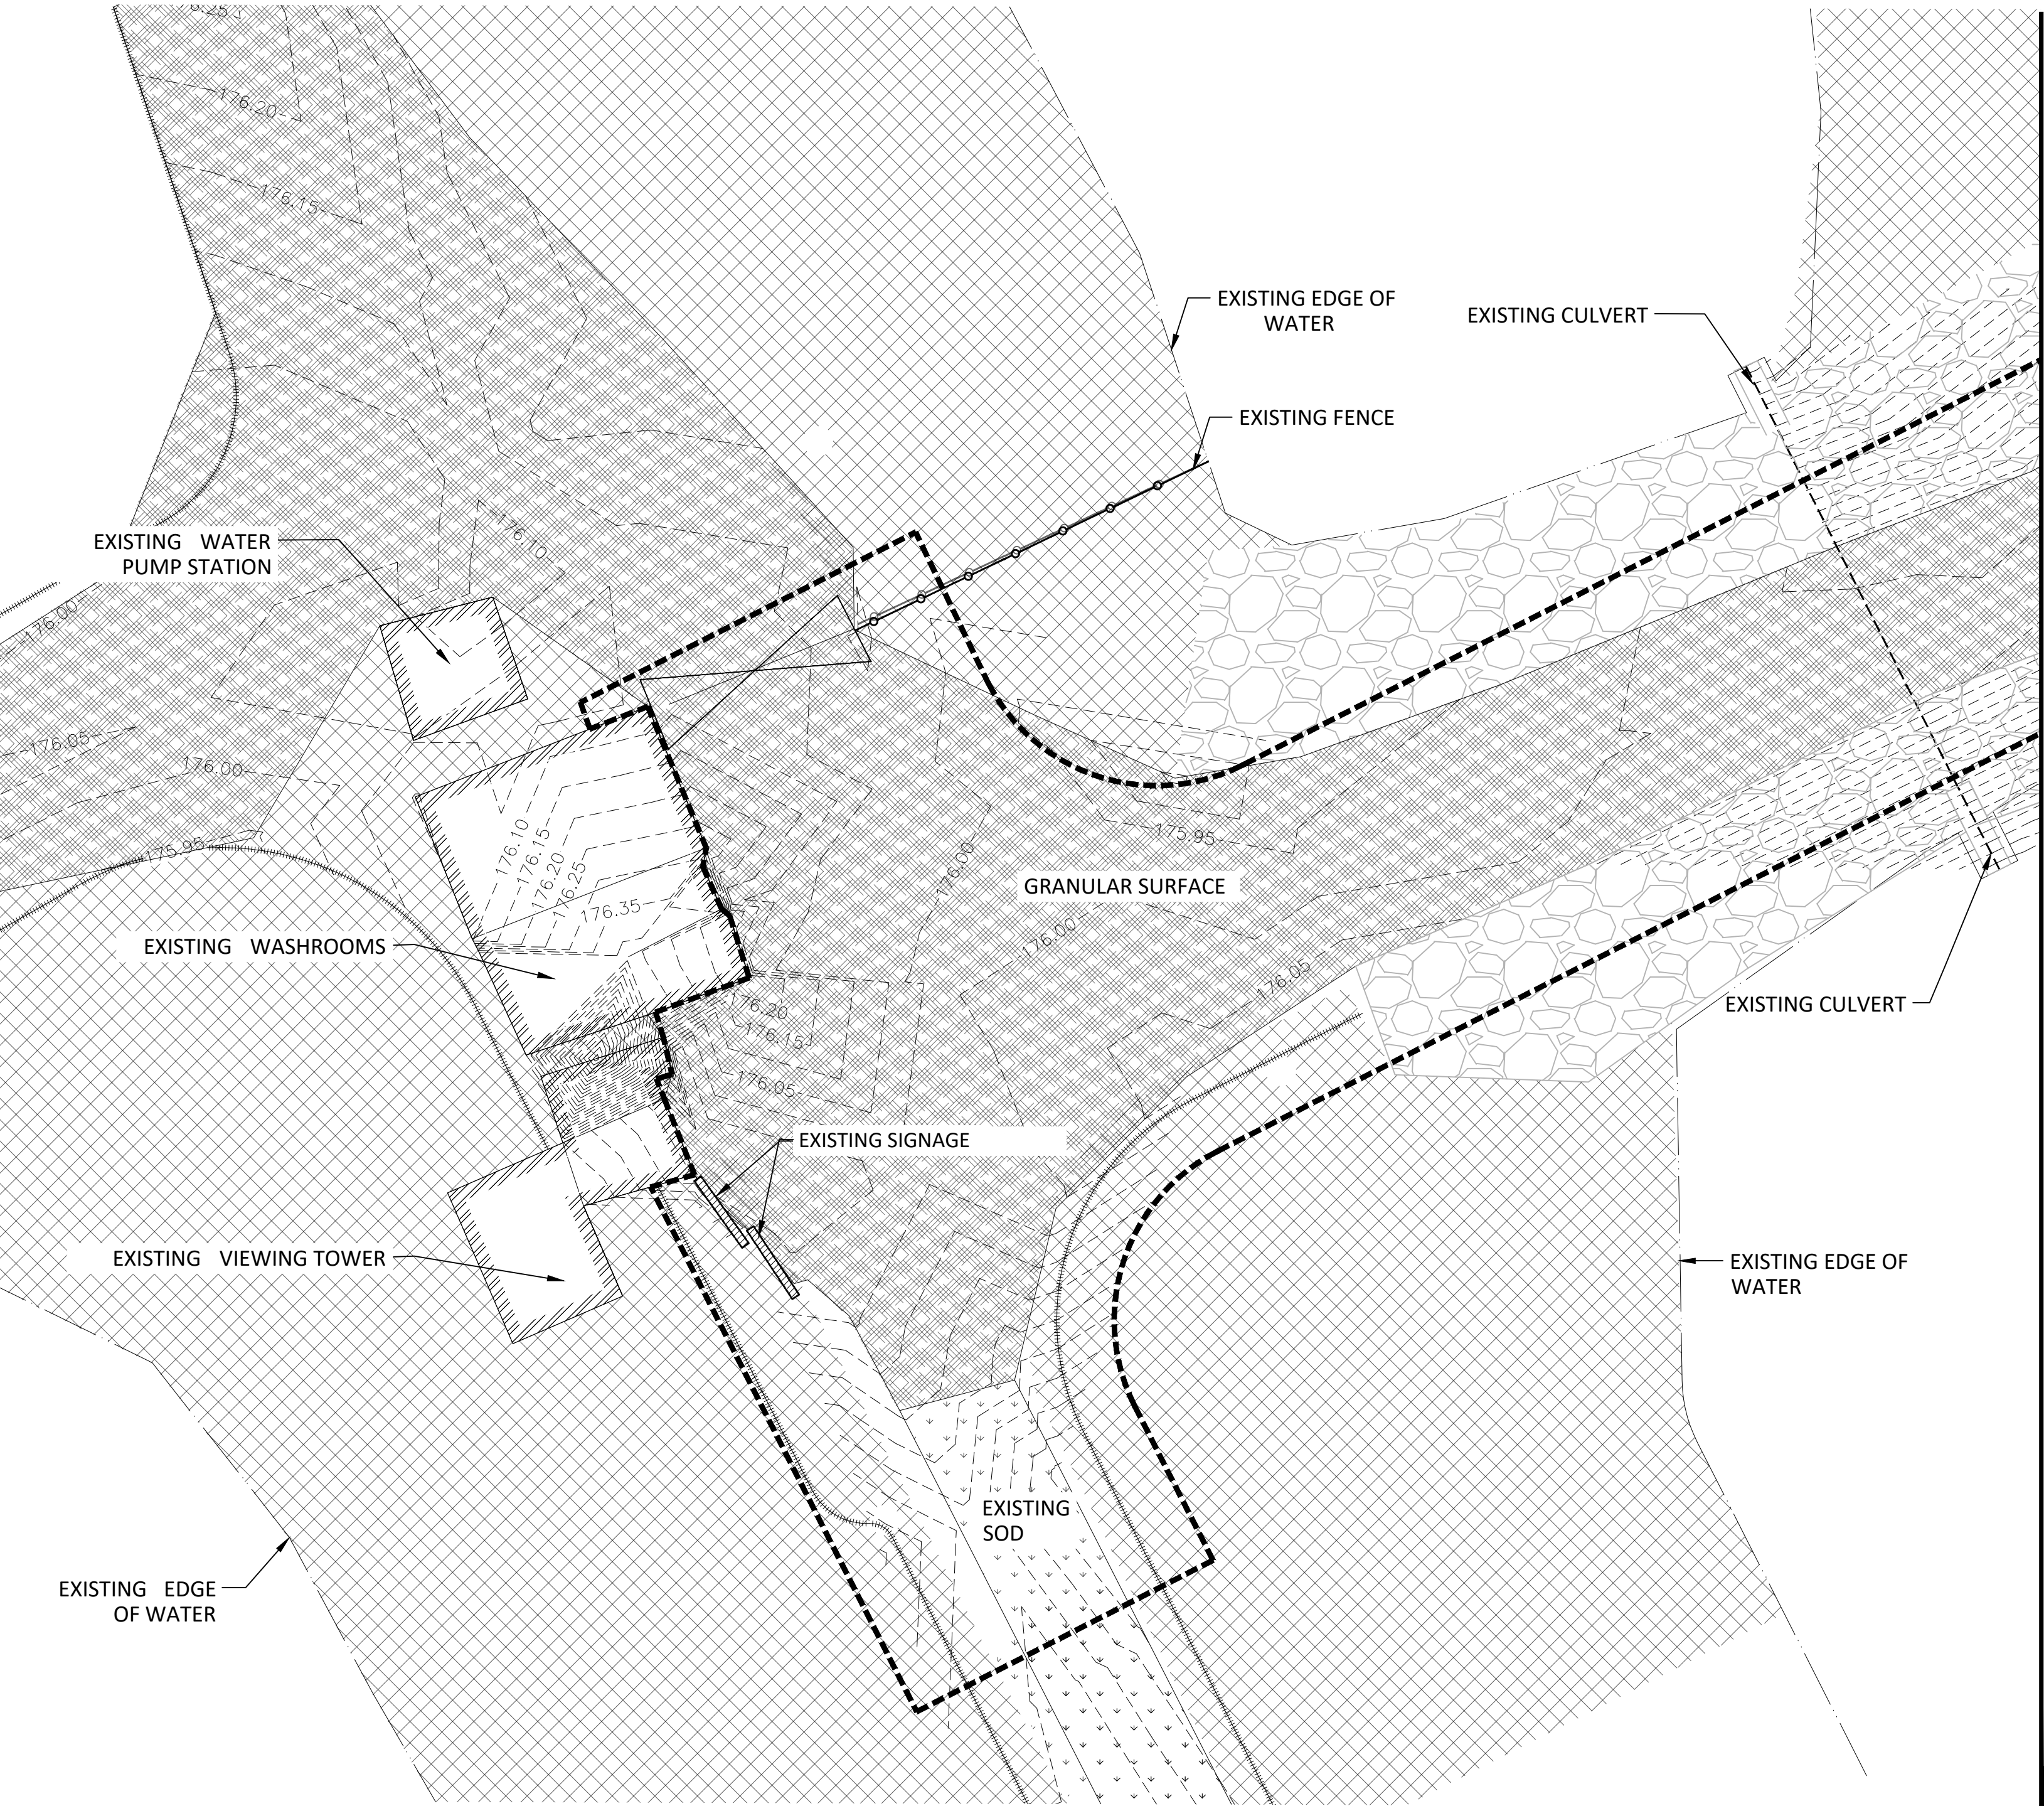 176.20
176.15
EXISTING EDGE OF
WATER
EXISTING CULVERT
EXISTING FENCE
176.10
EXISTING WATER
PUMP STATION
176.00
176.05
176.00
175.95
176.10
176.15
176.20
176.25
176.35
175.95
176.00
GRANULAR SURFACE
176.00
EXISTING WASHROOMS
176.05
176.20
176.15
EXISTING CULVERT
176.05
EXISTING SIGNAGE
EXISTING VIEWING TOWER
EXISTING EDGE OF
WATER
EXISTING
SOD
EXISTING EDGE
OF WATER